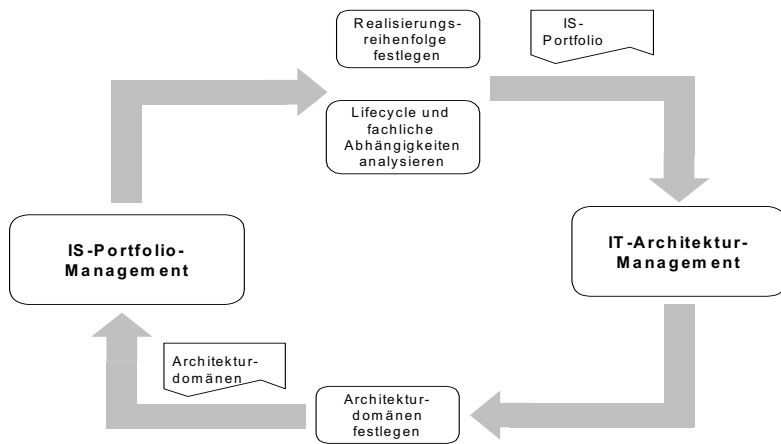 Realisierungs-
reihenfolge
festlegen
IS-
Portfolio
Lifecycle und
fachliche
Abhängigkeiten
analysieren
IS-Portfolio-
Management
IT-Architektur-
Management
Architektur-
domänen
Architektur-
domänen
festlegen